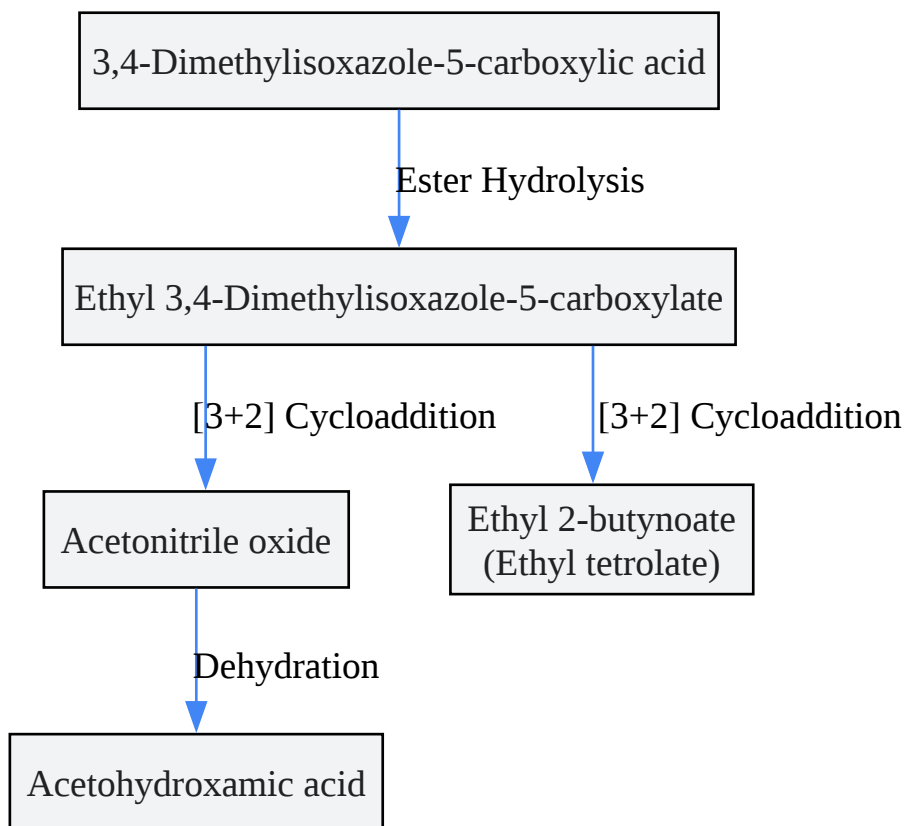 3,4-Dimethylisoxazole-5-carboxylic acid
Ester Hydrolysis
Ethyl 3,4-Dimethylisoxazole-5-carboxylate
[3+2] Cycloaddition
[3+2] Cycloaddition
Acetonitrile oxide
Ethyl 2-butynoate
(Ethyl tetrolate)
Dehydration
Acetohydroxamic acid